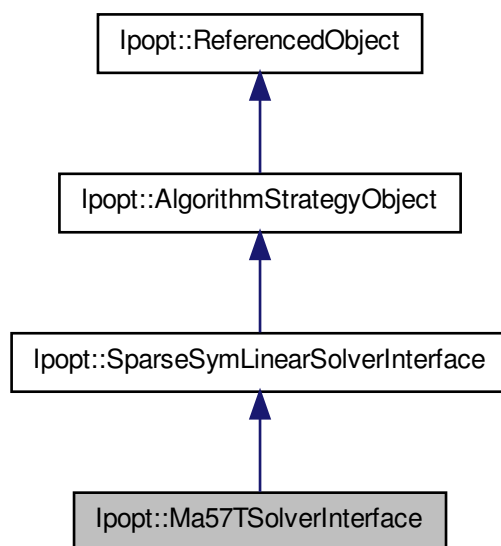 Ipopt::ReferencedObject
Ipopt::AlgorithmStrategyObject
Ipopt::SparseSymLinearSolverInterface
Ipopt::Ma57TSolverInterface